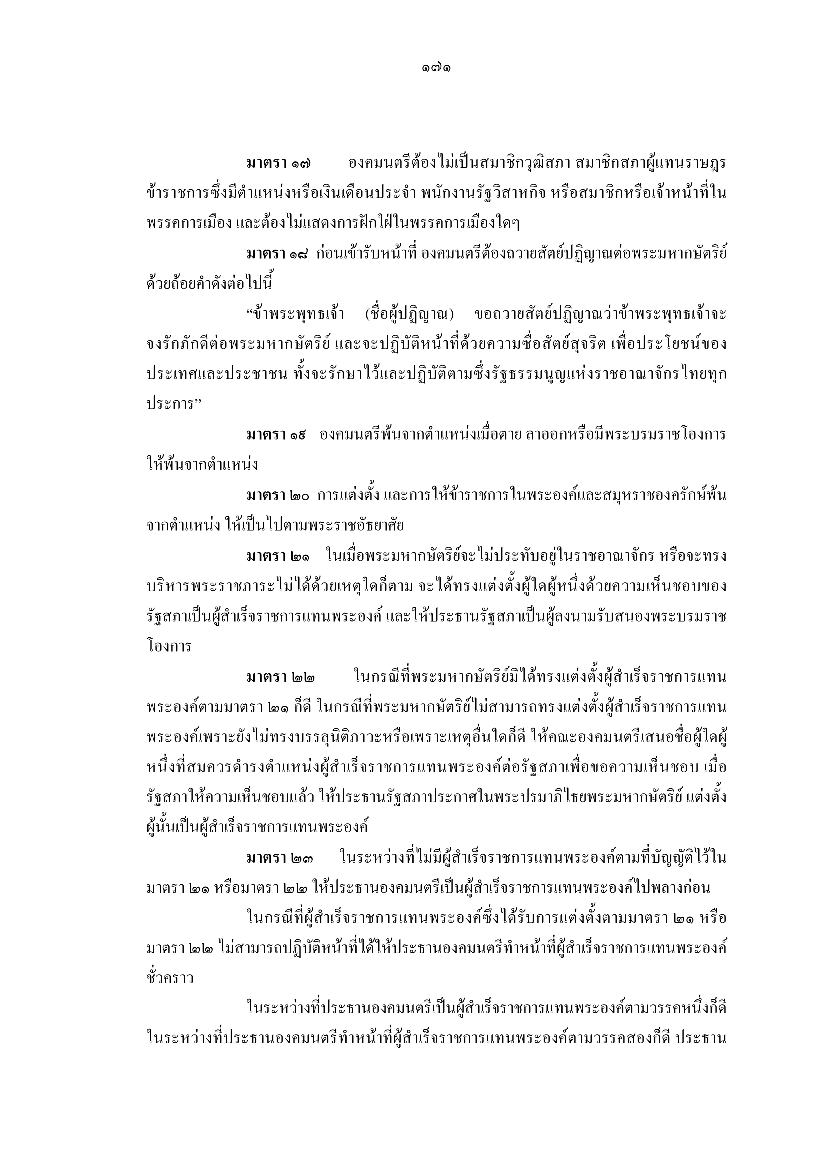 ๑๗๑
มาตรา ๑๗ องคมนตรีต้องไม่เป็นสมาชิกวุฒิสภา สมาชิกสภาผู้แทนราษฎร
ข้าราชการซึ่งมีตำแหน่งหรือเงินเดือนประจำ พนักงานรัฐวิสาหกิจ หรือสมาชิกหรือเจ้าหน้าที่ใน
พรรคการเมือง และต้องไม่แสดงการฝักใฝ่ในพรรคการเมืองใดๆ
มาตรา ๑๘ ก่อนเข้ารับหน้าที่ องคมนตรีต้องถวายสัตย์ปฏิญาณต่อพระมหากษัตริย์
ด้วยถ้อยคำดังต่อไปนี้
“ข้าพระพุทธเจ้า (ชื่อผู้ปฏิญาณ) ขอถวายสัตย์ปฏิญาณว่าข้าพระพุทธเจ้าจะ
จงรักภักดีต่อพระมหากษัตริย์ และจะปฏิบัติหน้าที่ด้วยความซื่อสัตย์สุจริต เพื่อประโยชน์ของ
ประเทศและประชาชน ทั้งจะรักษาไว้และปฏิบัติตามซึ่งรัฐธรรมนูญแห่งราชอาณาจักรไทยทุก
ประการ”
มาตรา ๑๙ องคมนตรีพ้นจากตำแหน่งเมื่อตาย ลาออกหรือมีพระบรมราชโองการ
ให้พ้นจากตำแหน่ง
มาตรา ๒๐ การแต่งตั้ง และการให้ข้าราชการในพระองค์และสมุหราชองครักษ์พ้น
จากตำแหน่ง ให้เป็นไปตามพระราชอัธยาศัย
มาตรา ๒๑ ในเมื่อพระมหากษัตริย์จะไม่ประทับอยู่ในราชอาณาจักร หรือจะทรง
บริหารพระราชภาระไม่ได้ด้วยเหตุใดก็ตาม จะได้ทรงแต่งตั้งผู้ใดผู้หนึ่งด้วยความเห็นชอบของ
รัฐสภาเป็นผู้สำเร็จราชการแทนพระองค์ และให้ประธานรัฐสภาเป็นผู้ลงนามรับสนองพระบรมราช
โองการ
มาตรา ๒๒ ในกรณีที่พระมหากษัตริย์มิได้ทรงแต่งตั้งผู้สำเร็จราชการแทน
พระองค์ตามมาตรา ๒๑ ก็ดี ในกรณีที่พระมหากษัตริย์ไม่สามารถทรงแต่งตั้งผู้สำเร็จราชการแทน
พระองค์เพราะยังไม่ทรงบรรลุนิติภาวะหรือเพราะเหตุอื่นใดก็ดี ให้คณะองคมนตรีเสนอชื่อผู้ใดผู้
หนึ่งที่สมควรดำรงตำแหน่งผู้สำเร็จราชการแทนพระองค์ต่อรัฐสภาเพื่อขอความเห็นชอบ เมื่อ
รัฐสภาให้ความเห็นชอบแล้ว ให้ประธานรัฐสภาประกาศในพระปรมาภิไธยพระมหากษัตริย์ แต่งตั้ง
ผู้นั้นเป็นผู้สำเร็จราชการแทนพระองค์
มาตรา ๒๓ ในระหว่างที่ไม่มีผู้สำเร็จราชการแทนพระองค์ตามที่บัญญัติไว้ใน
มาตรา ๒๑ หรือมาตรา ๒๒ ให้ประธานองคมนตรีเป็นผู้สำเร็จราชการแทนพระองค์ไปพลางก่อน
ในกรณีที่ผู้สำเร็จราชการแทนพระองค์ซึ่งได้รับการแต่งตั้งตามมาตรา ๒๑ หรือ
มาตรา ๒๒ ไม่สามารถปฏิบัติหน้าที่ได้ให้ประธานองคมนตรีทำหน้าที่ผู้สำเร็จราชการแทนพระองค์
ชั่วคราว
ในระหว่างที่ประธานองคมนตรีเป็นผู้สำเร็จราชการแทนพระองค์ตามวรรคหนึ่งก็ดี
ในระหว่างที่ประธานองคมนตรีทำหน้าที่ผู้สำเร็จราชการแทนพระองค์ตามวรรคสองก็ดี ประธาน